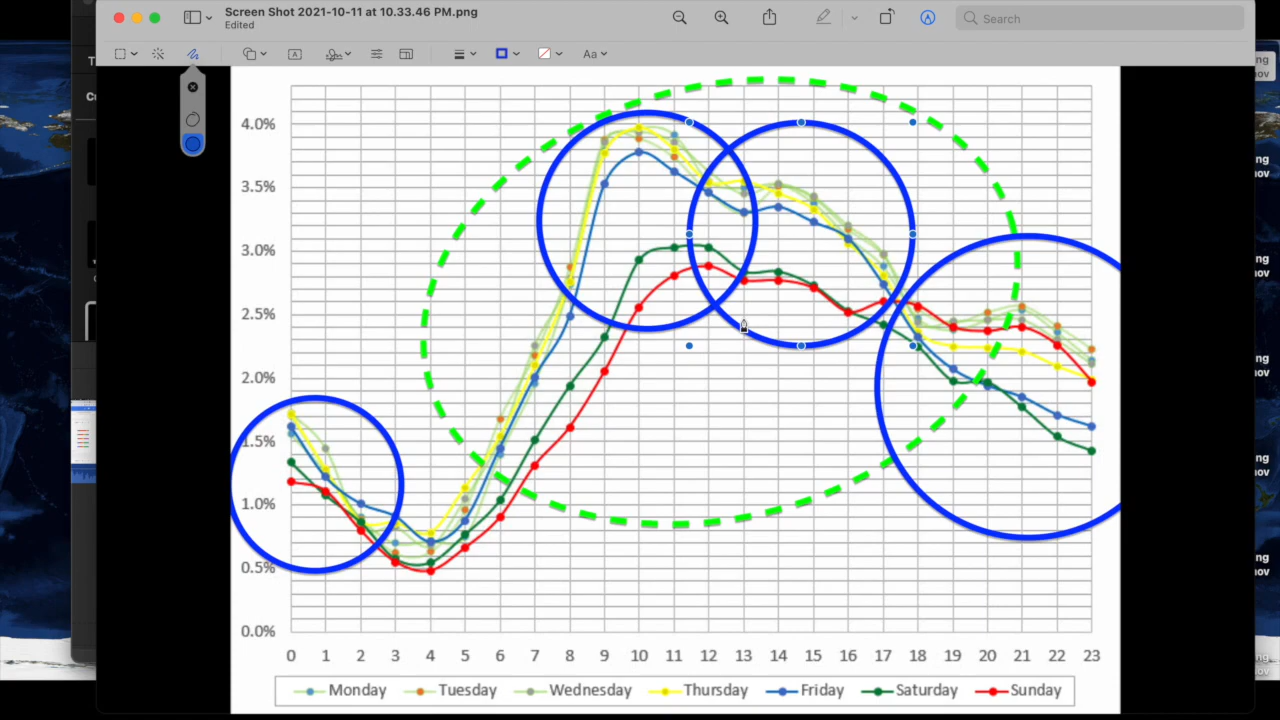 Screen Shot 2021-10-11 at 10.33.46 PM.png
Edited
Search
Aa
4.0%
3.5%
3.0%
2.5%
2.0%
1.5%
1.0%
0.5%
0.0%
0 1 2 3 4 5 6 7 8 9 10 11 12 13 14 15 16 17 18 19 20 21 22 23
Monday Tuesday Wednesday Thursday Friday Saturday Sunday